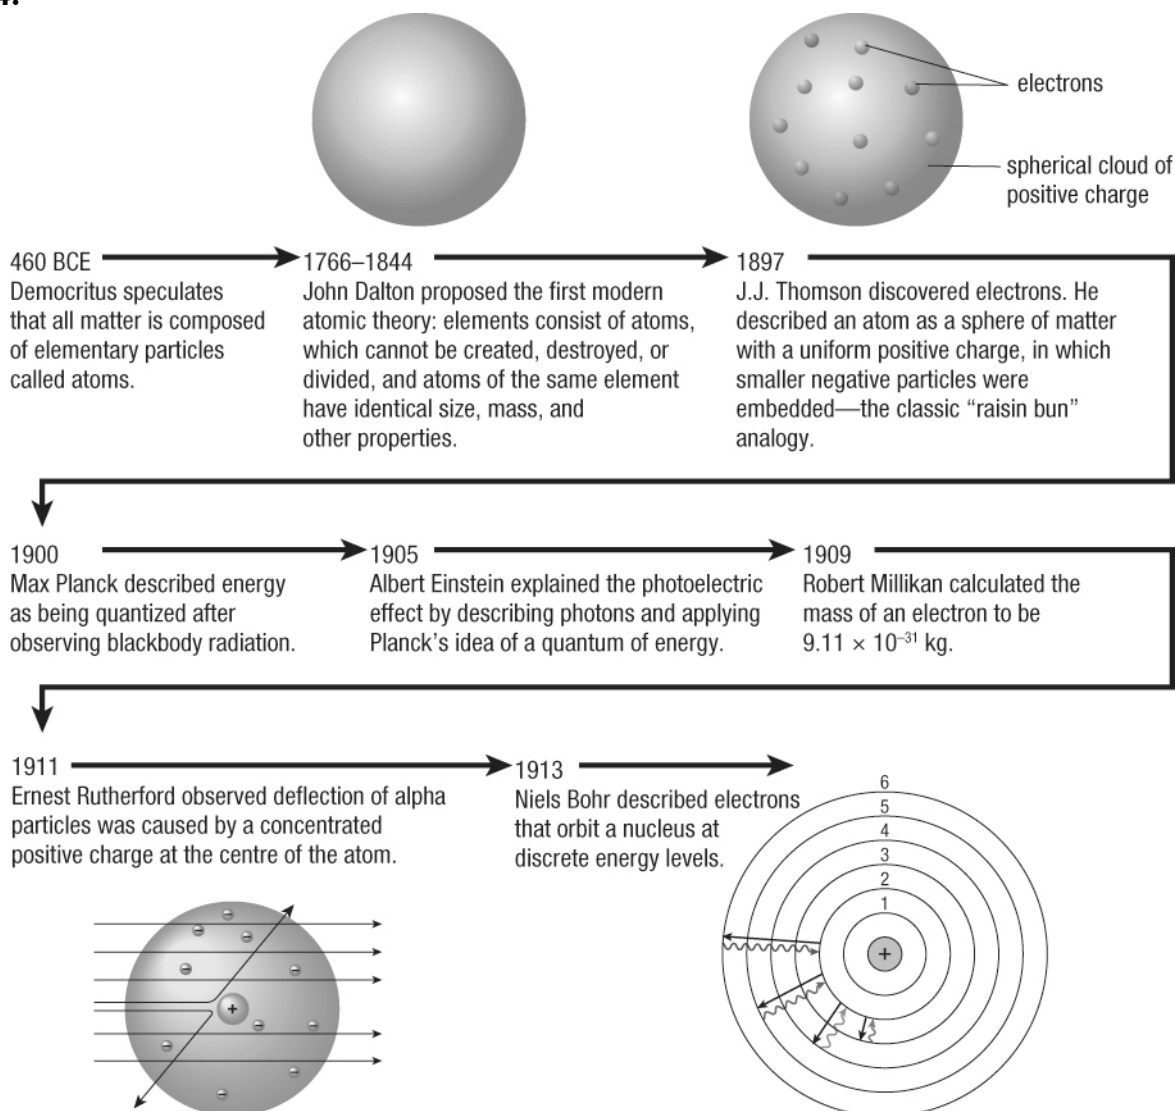 electrons
spherical cloud of
positive charge
460 BCE
Democritus speculates
that all matter is composed
of elementary particles
called atoms.
1766–1844
John Dalton proposed the first modern
atomic theory: elements consist of atoms,
which cannot be created, destroyed, or
divided, and atoms of the same element
have identical size, mass, and
other properties.
1897
J.J. Thomson discovered electrons. He
described an atom as a sphere of matter
with a uniform positive charge, in which
smaller negative particles were
embedded—the classic “raisin bun”
analogy.
1900
Max Planck described energy
as being quantized after
observing blackbody radiation.
1905
Albert Einstein explained the photoelectric
effect by describing photons and applying
Planck’s idea of a quantum of energy.
1909
Robert Millikan calculated the
mass of an electron to be
9.11 × 10⁻³¹ kg.
1911
Ernest Rutherford observed deflection of alpha
particles was caused by a concentrated
positive charge at the centre of the atom.
+
1913
Niels Bohr described electrons
that orbit a nucleus at
discrete energy levels.
6
5
4
3
2
1
+